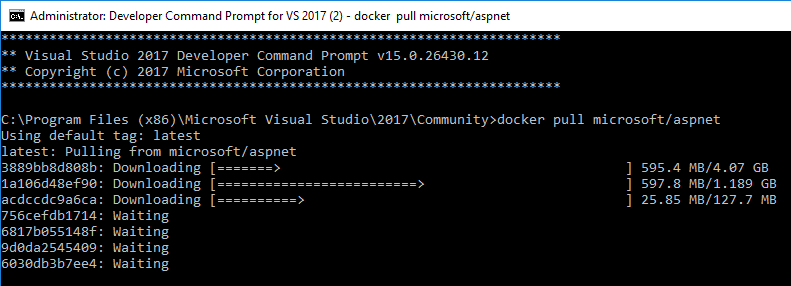 Administrator: Developer Command Prompt for VS 2017 (2) - docker  pull microsoft/aspnet
**********************************************************************
** Visual Studio 2017 Developer Command Prompt v15.0.26430.12
** Copyright (c) 2017 Microsoft Corporation
**********************************************************************
C:\Program Files (x86)\Microsoft Visual Studio\2017\Community>docker pull microsoft/aspnet
Using default tag: latest
latest: Pulling from microsoft/aspnet
3889bb8d808b: Downloading [=======>                                           ] 595.4 MB/4.07 GB
1a106d48ef90: Downloading [=========================>                         ] 597.8 MB/1.189 GB
acdccdc9a6ca: Downloading [==========>                                        ] 25.85 MB/127.7 MB
756cefdb1714: Waiting
6817b055148f: Waiting
9d0da2545409: Waiting
6030db3b7ee4: Waiting